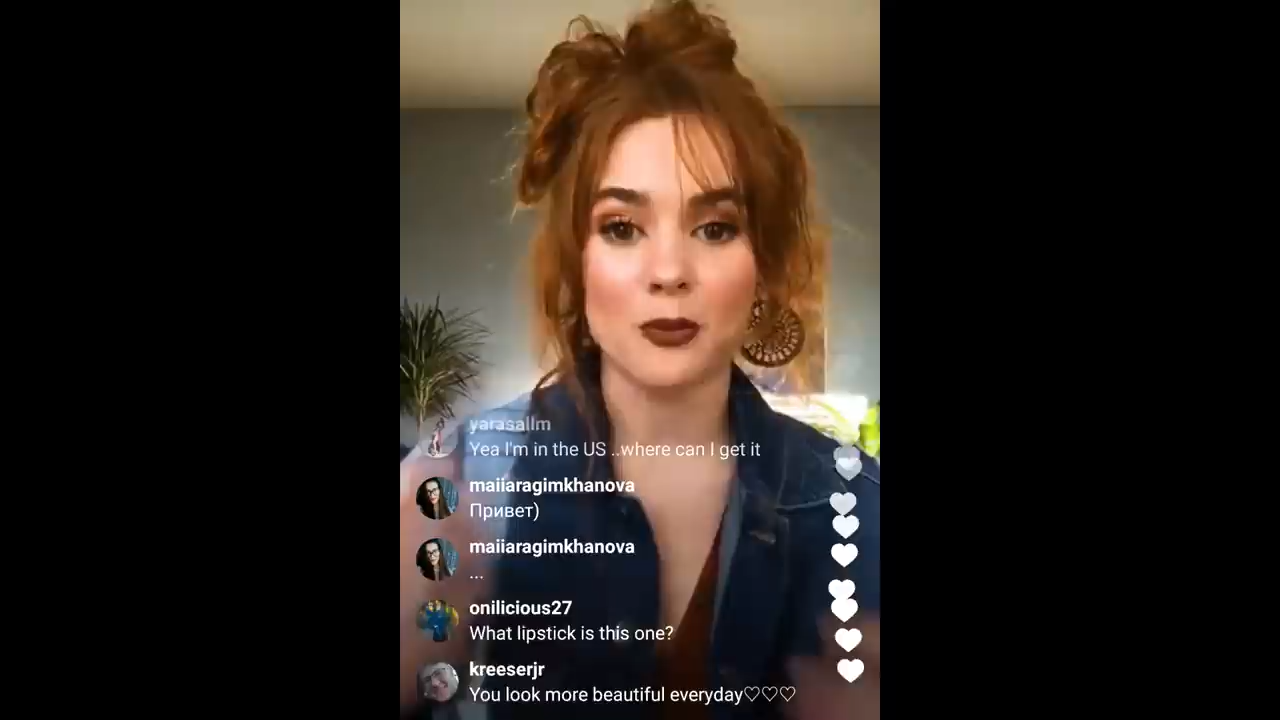 yarasallm
Yea I'm in the US ..where can I get it
maiiaragimkhanova
Привет)
maiiaragimkhanova
...
onilicious27
What lipstick is this one?
kreeserjr
You look more beautiful everyday♡♡♡